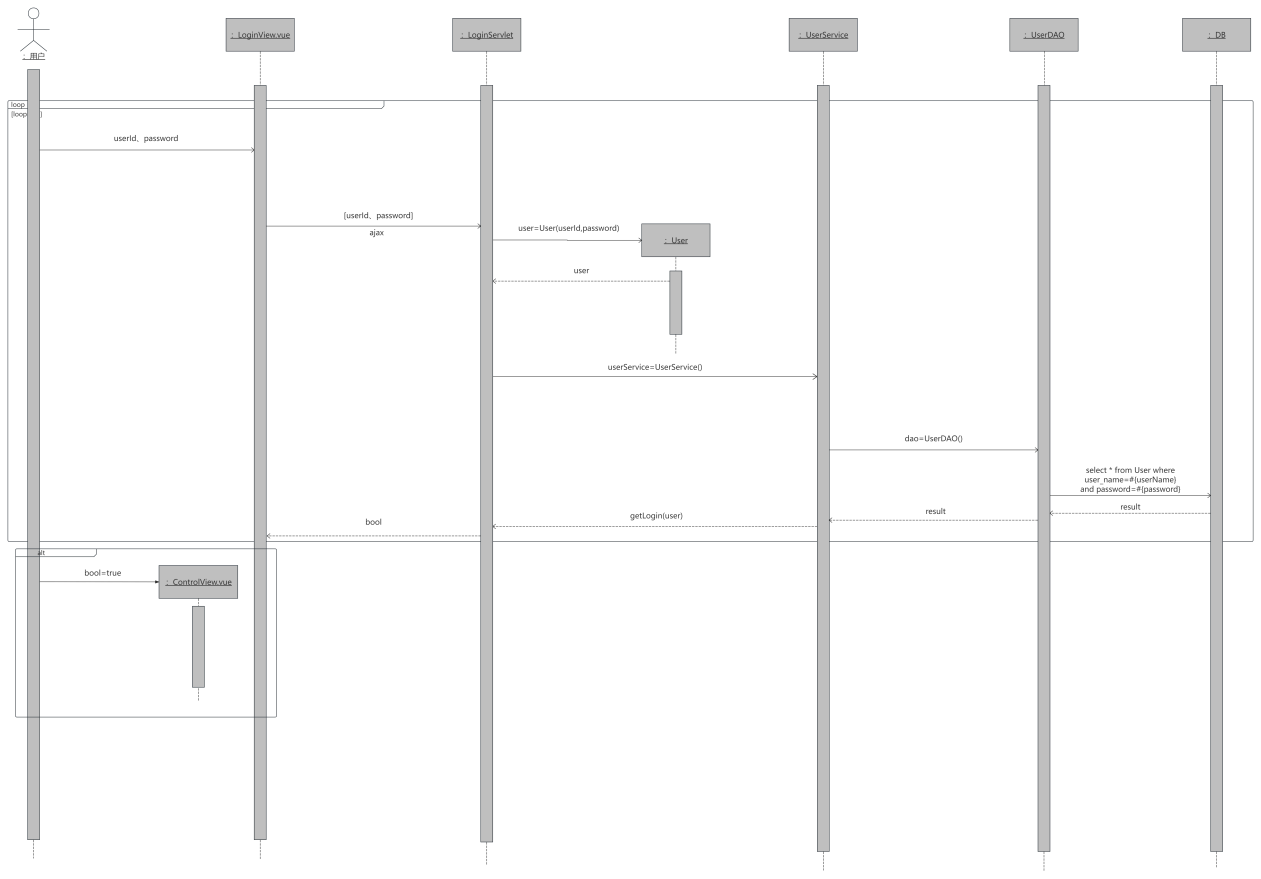 : 用户
: LoginView.vue
: LoginServlet
: UserService
: UserDAO
: DB
loop
[loop
]
userId、password
[userId、password]
ajax
user=User(userId,password)
: User
user
userService=UserService()
dao=UserDAO()
select * from User where
user_name=#{userName}
and password=#{password}
result
result
getLogin(user)
bool
alt
bool=true
: ControlView.vue